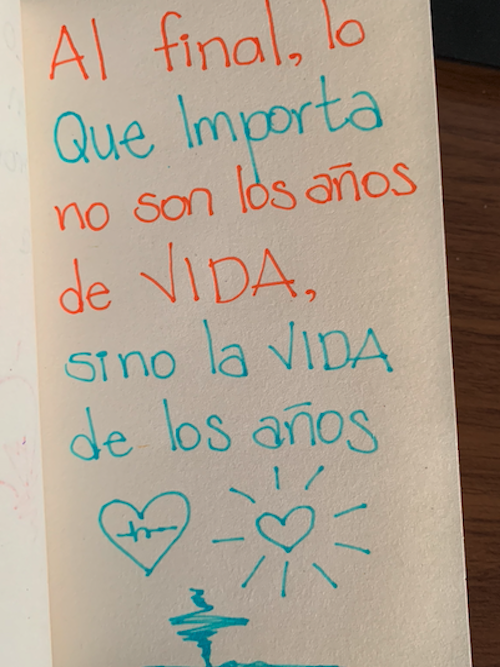 Al final, lo
Que Importa
no son los años
de VIDA,
sino la VIDA
de los años